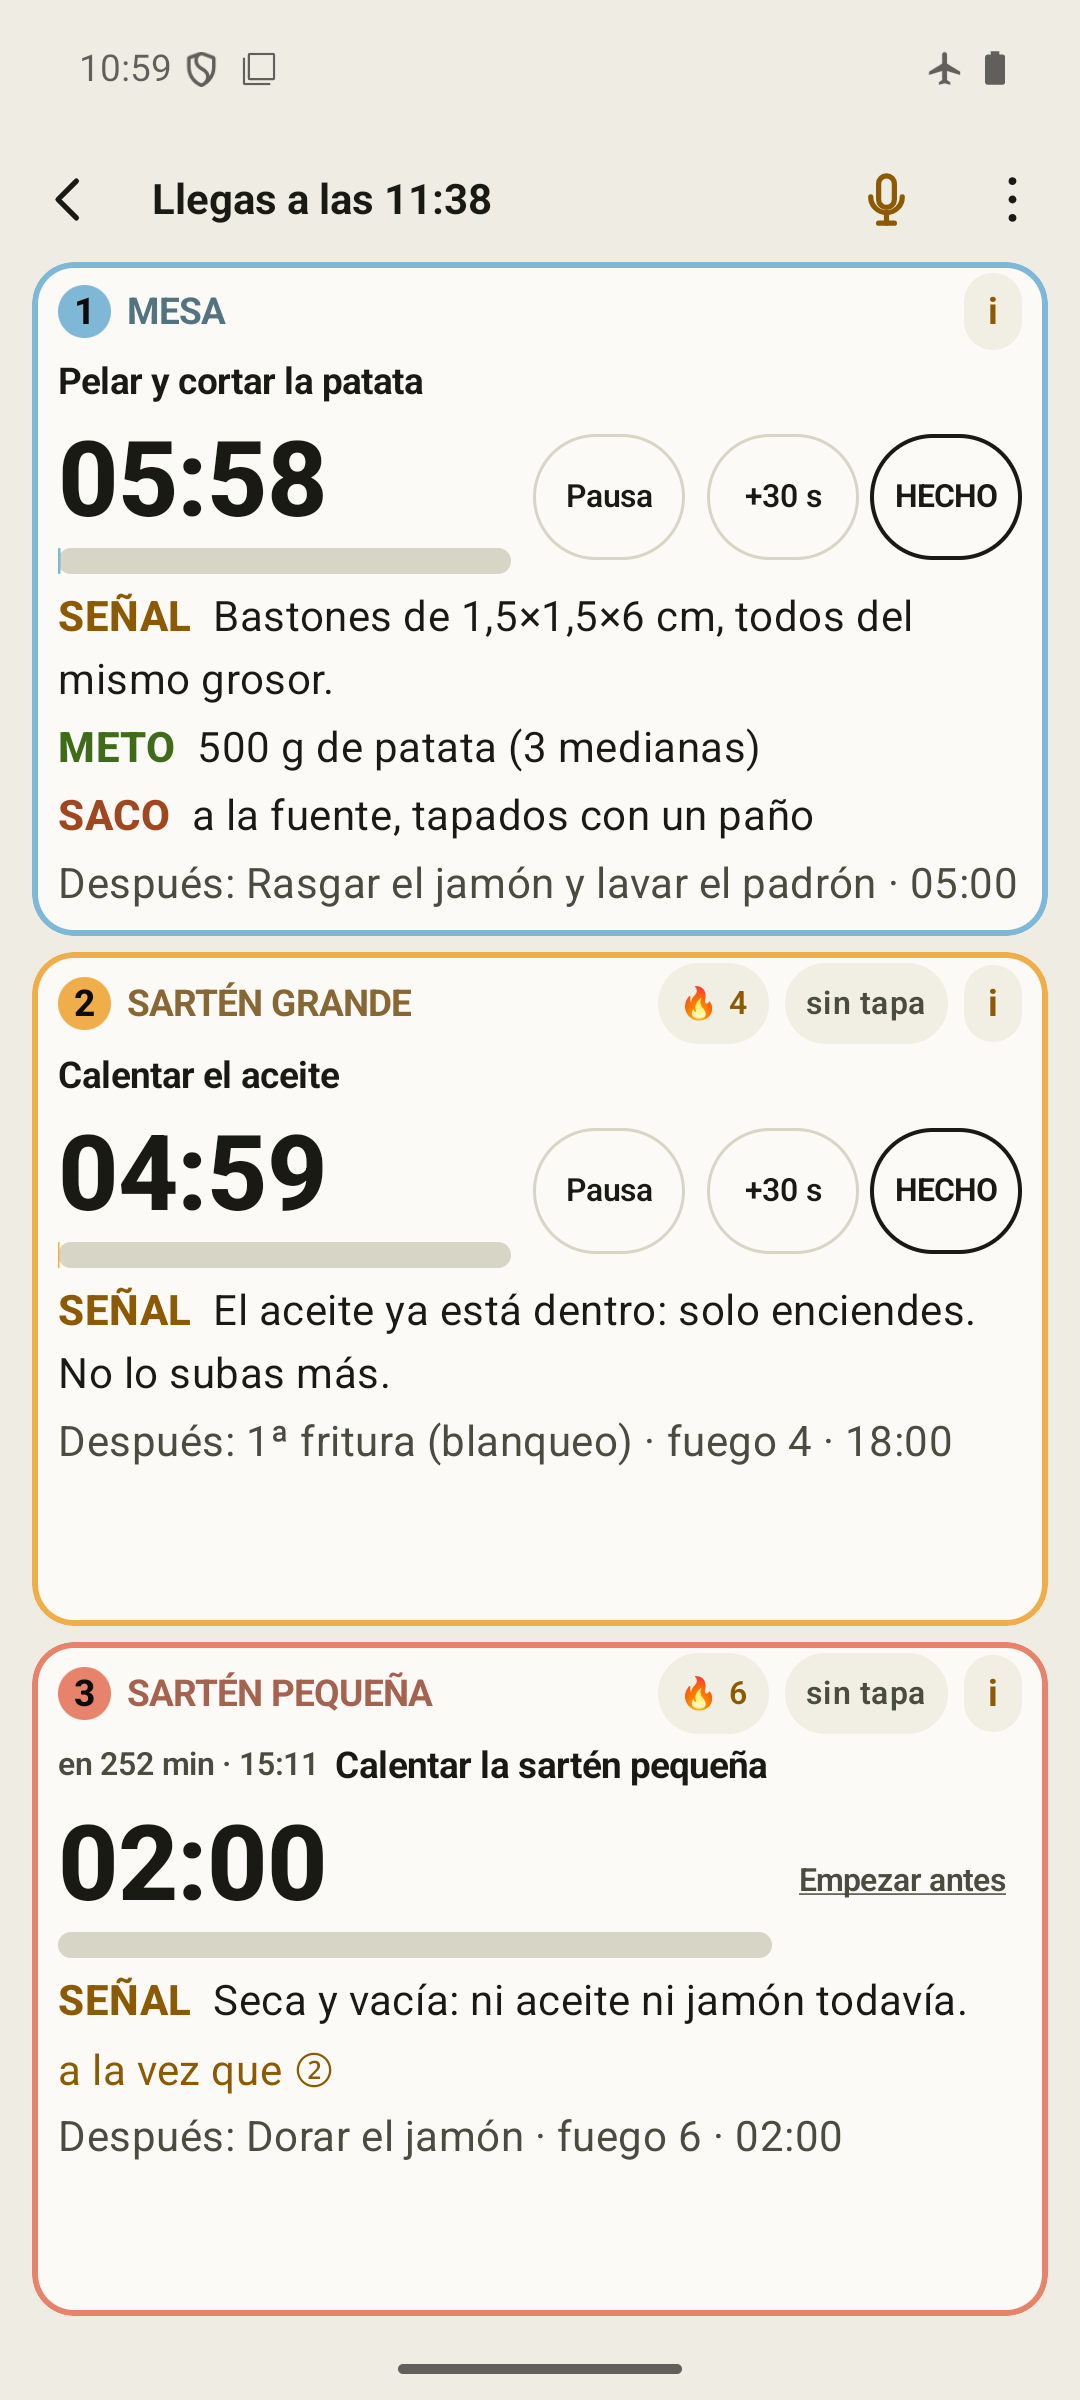 10:59
Llegas a las 11:38
1 MESA i
Pelar y cortar la patata
05:58 Pausa +30 s HECHO
SEÑAL Bastones de 1,5×1,5×6 cm, todos del
mismo grosor.
METO 500 g de patata (3 medianas)
SACO a la fuente, tapados con un paño
Después: Rasgar el jamón y lavar el padrón · 05:00
2 SARTÉN GRANDE 🔥 4 sin tapa i
Calentar el aceite
04:59 Pausa +30 s HECHO
SEÑAL El aceite ya está dentro: solo enciendes.
No lo subas más.
Después: 1ª fritura (blanqueo) · fuego 4 · 18:00
3 SARTÉN PEQUEÑA 🔥 6 sin tapa i
en 252 min · 15:11 Calentar la sartén pequeña
02:00 Empezar antes
SEÑAL Seca y vacía: ni aceite ni jamón todavía.
a la vez que ②
Después: Dorar el jamón · fuego 6 · 02:00